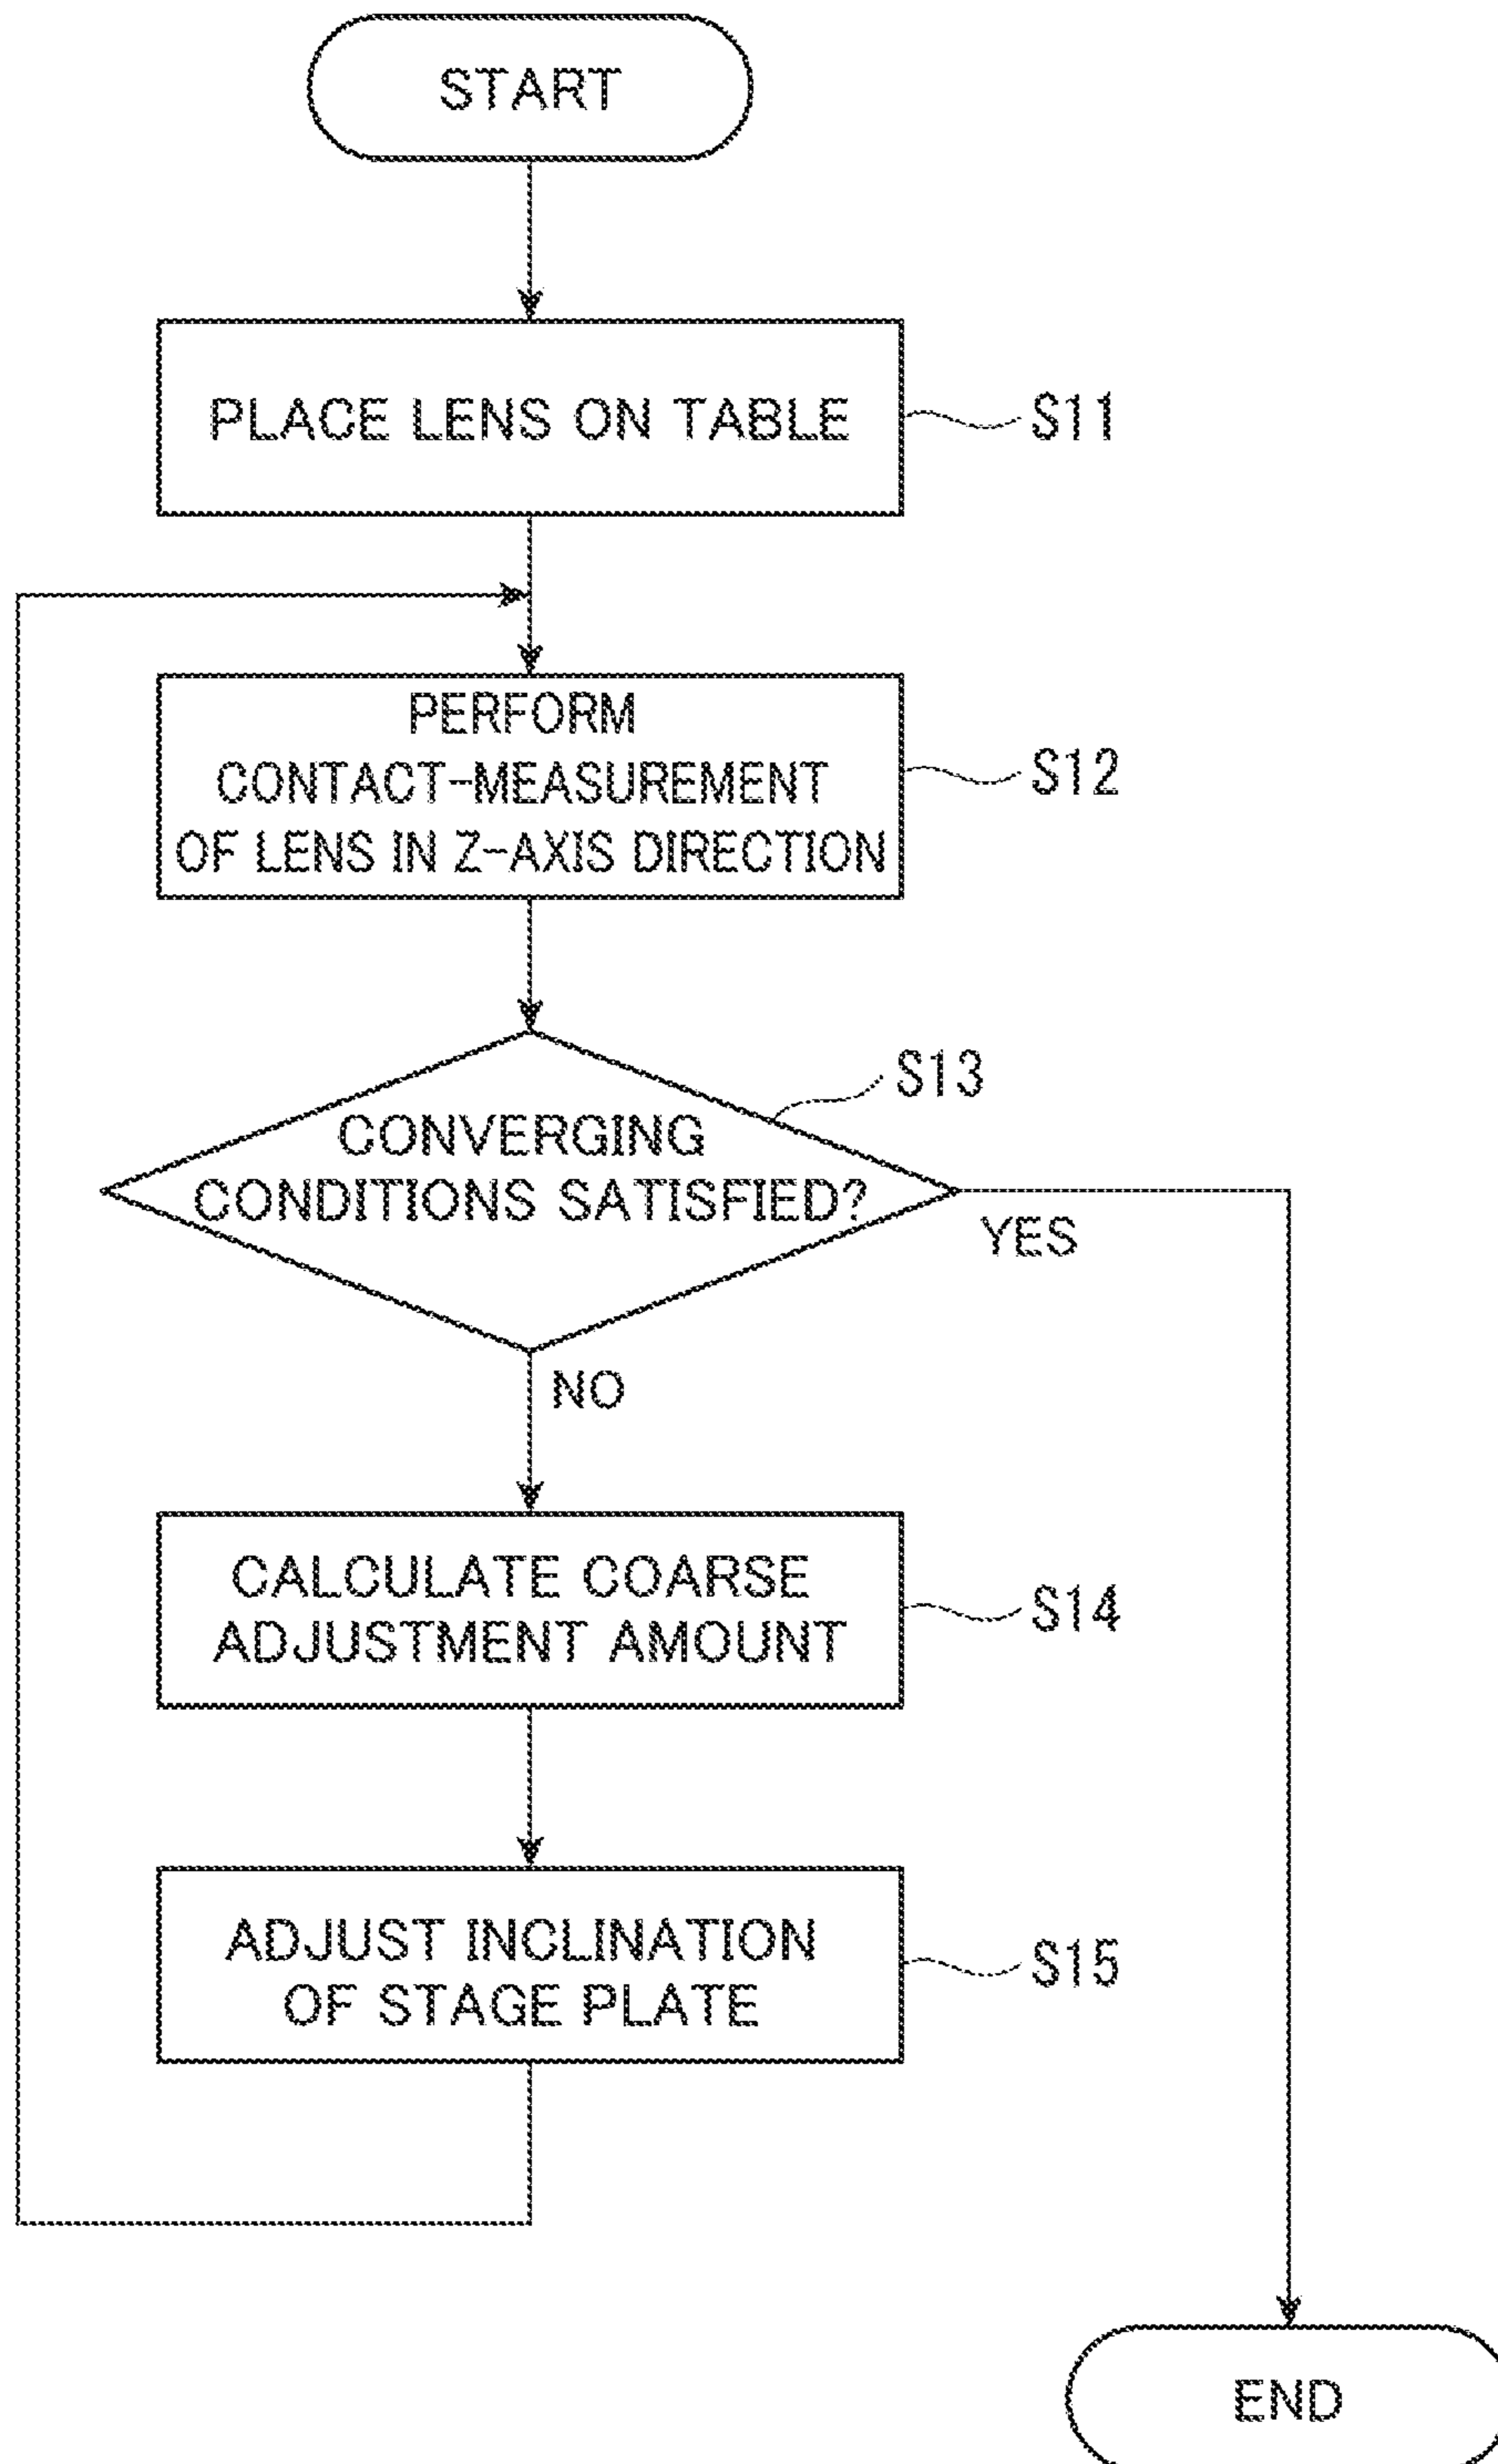 START
PLACE LENS ON TABLE
S11
PERFORM
CONTACT-MEASUREMENT
OF LENS IN Z-AXIS DIRECTION
S12
S13
CONVERGING
CONDITIONS SATISFIED?
YES
NO
CALCULATE COARSE
ADJUSTMENT AMOUNT
S14
ADJUST INCLINATION
OF STAGE PLATE
S15
END